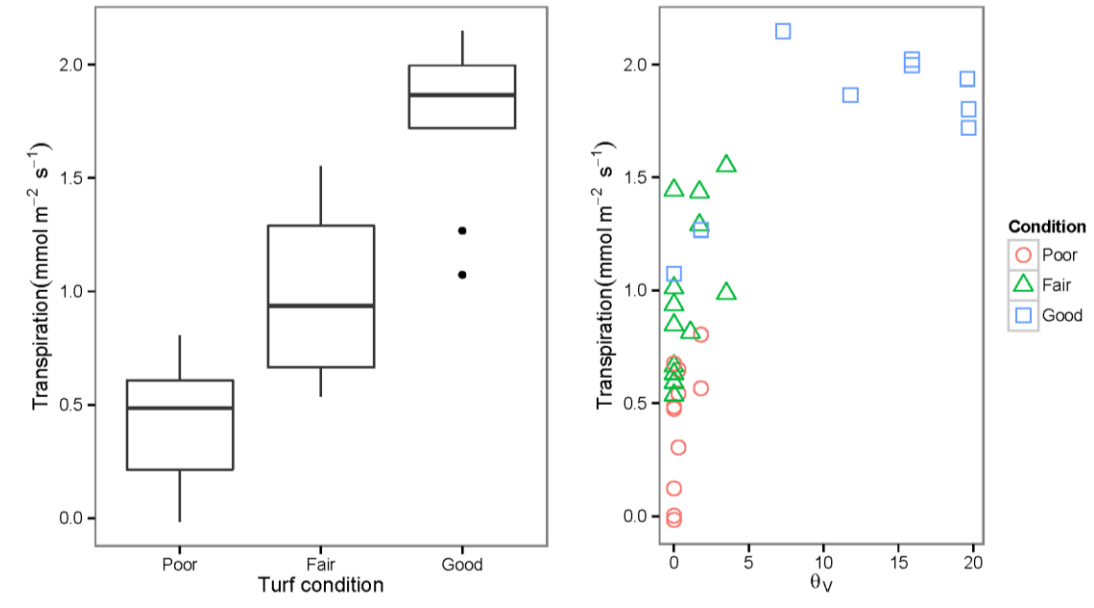 Transpiration(mmol m⁻² s⁻¹)
2.0
1.5
1.0
0.5
0.0
Poor Fair Good
Turf condition
Transpiration(mmol m⁻² s⁻¹)
2.0
1.5
1.0
0.5
0.0
0 5 10 15 20
θV
Condition
Poor
Fair
Good